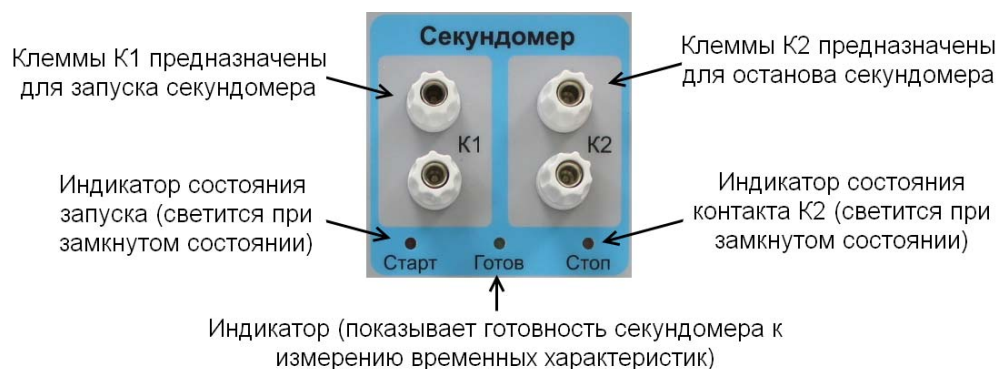 Секундомер
Клеммы К1 предназначены
для запуска секундомера
Клеммы К2 предназначены
для останова секундомера
К1
К2
Индикатор состояния
запуска (светится при
замкнутом состоянии)
Индикатор состояния
контакта К2 (светится при
замкнутом состоянии)
Старт
Готов
Стоп
Индикатор (показывает готовность секундомера к
измерению временных характеристик)